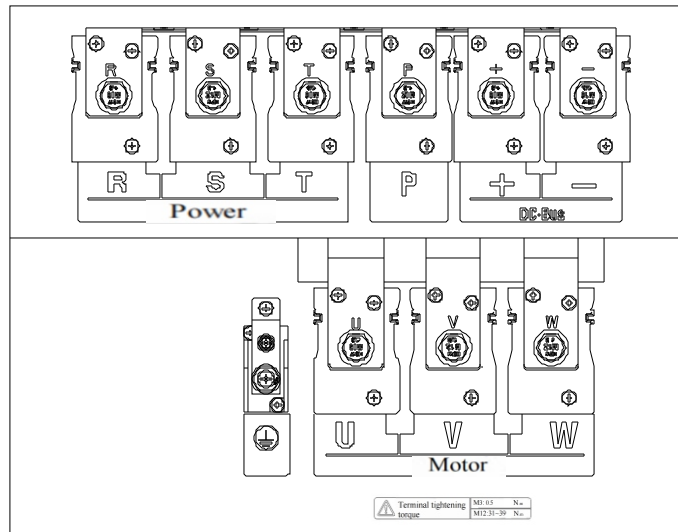 R S T P + −
R S T P + −
Power
DC-Bus
U V W
U V W
Motor
Terminal tightening M3: 0.5 N.m
torque M12:31~39 N.m